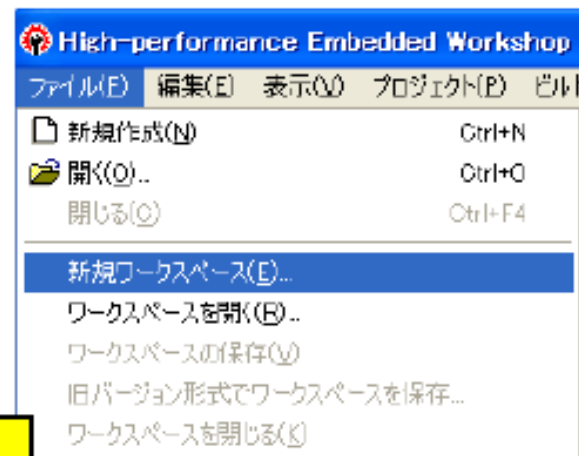 High-performance Embedded Workshop
ファイル(F) 編集(E) 表示(V) プロジェクト(P) ビル
新規作成(N) Ctrl+N
開く(O)... Ctrl+O
閉じる(C) Ctrl+F4
新規ワークスペース(E)...
ワークスペースを開く(R)...
ワークスペースの保存(V)
旧バージョン形式でワークスペースを保存...
ワークスペースを閉じる(K)